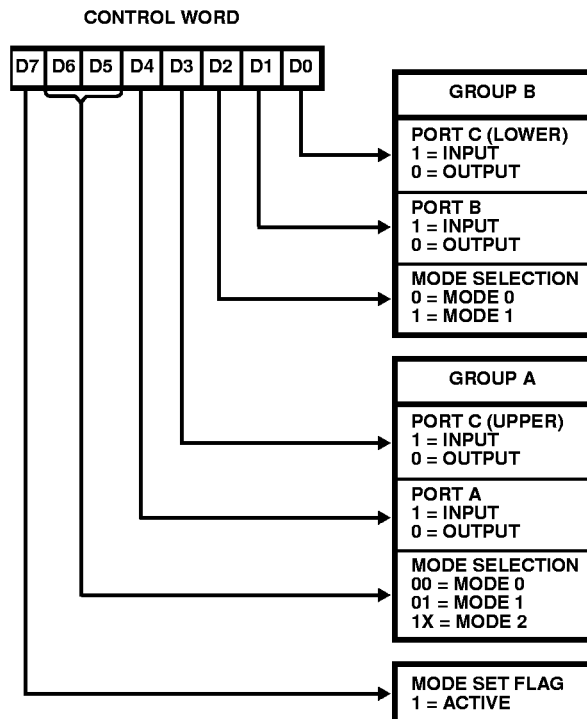 CONTROL WORD
D7 D6 D5 D4 D3 D2 D1 D0
GROUP B
PORT C (LOWER)
1 = INPUT
0 = OUTPUT
PORT B
1 = INPUT
0 = OUTPUT
MODE SELECTION
0 = MODE 0
1 = MODE 1
GROUP A
PORT C (UPPER)
1 = INPUT
0 = OUTPUT
PORT A
1 = INPUT
0 = OUTPUT
MODE SELECTION
00 = MODE 0
01 = MODE 1
1X = MODE 2
MODE SET FLAG
1 = ACTIVE